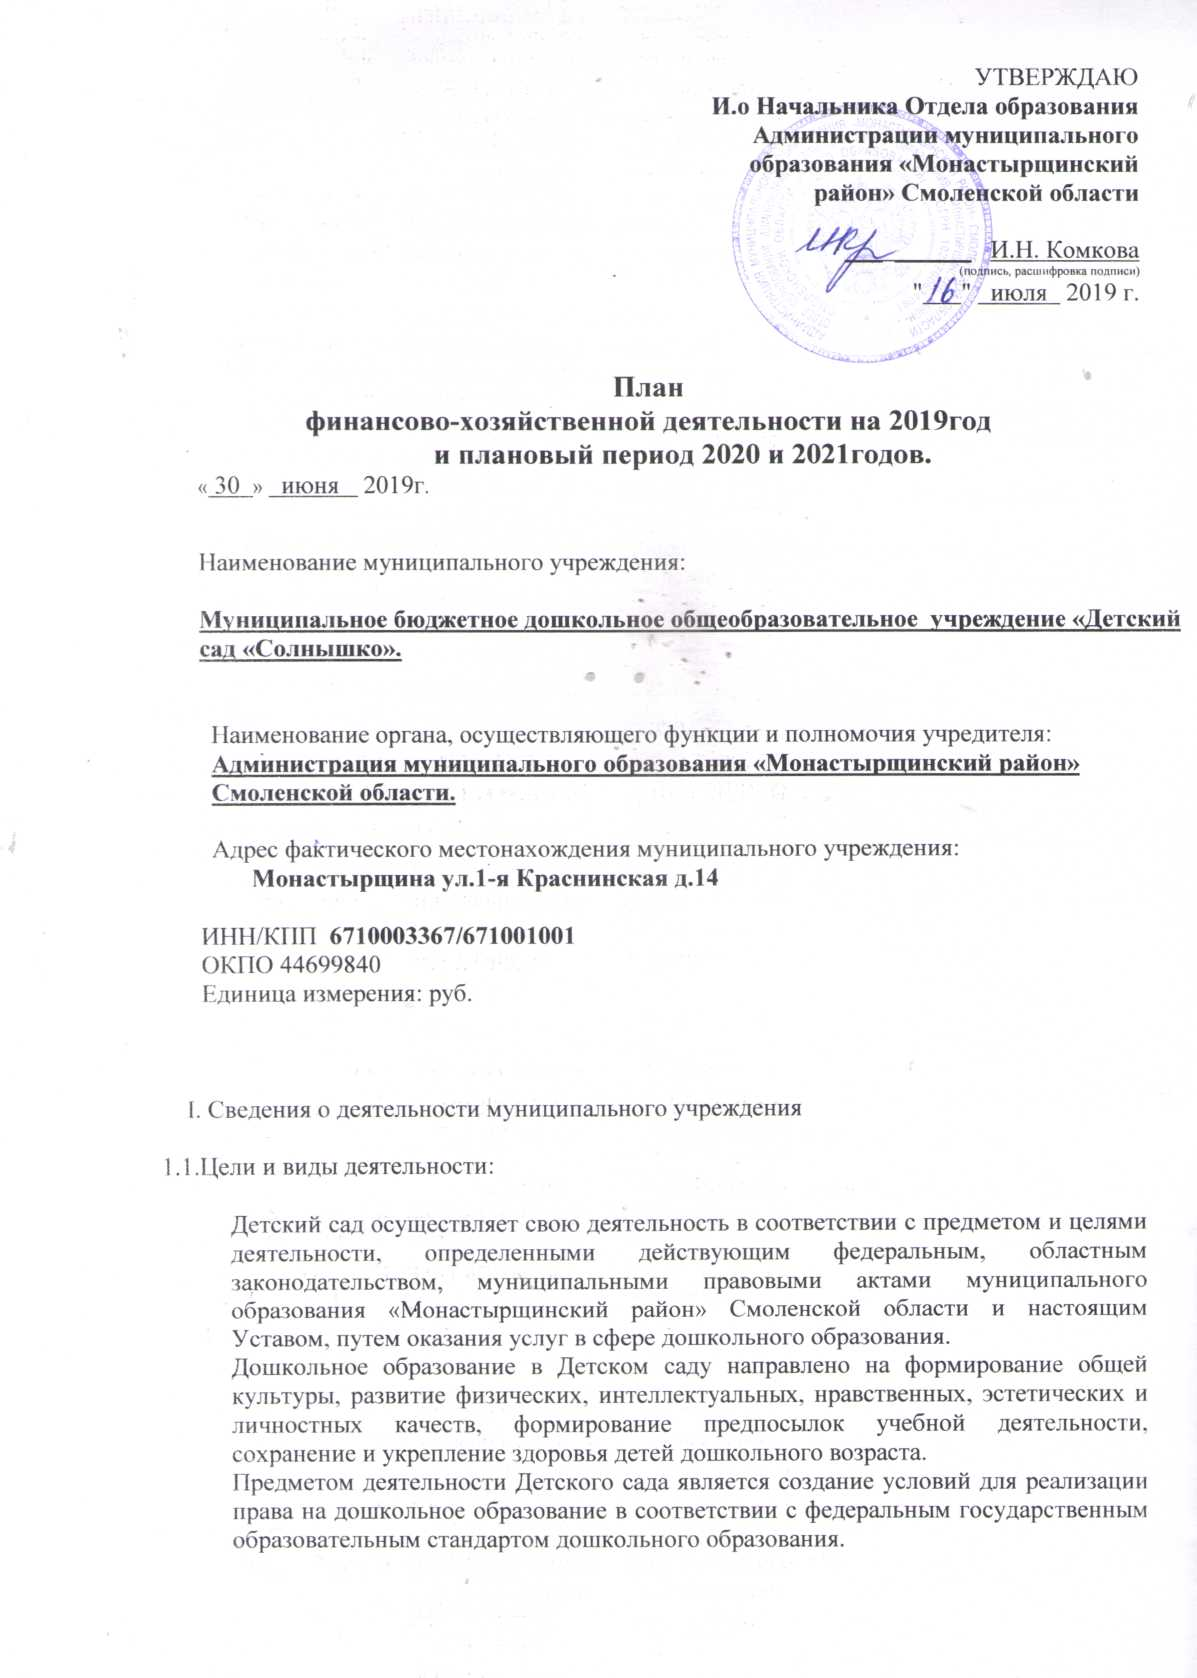 УТВЕРЖДАЮ
И.о Начальника Отдела образования
Администрации муниципального
образования «Монастырщинский
район» Смоленской области
И.Н. Комкова
(подпись, расшифровка подписи)
"16" июля 2019 г.
План
финансово-хозяйственной деятельности на 2019год
и плановый период 2020 и 2021годов.
« 30 » июня 2019г.
Наименование муниципального учреждения:
Муниципальное бюджетное дошкольное общеобразовательное учреждение «Детский
сад «Солнышко».
Наименование органа, осуществляющего функции и полномочия учредителя:
Администрация муниципального образования «Монастырщинский район»
Смоленской области.
Адрес фактического местонахождения муниципального учреждения:
Монастырщина ул.1-я Краснинская д.14
ИНН/КПП 6710003367/671001001
ОКПО 44699840
Единица измерения: руб.
I. Сведения о деятельности муниципального учреждения
1.1.Цели и виды деятельности:
Детский сад осуществляет свою деятельность в соответствии с предметом и целями
деятельности, определенными действующим федеральным, областным
законодательством, муниципальными правовыми актами муниципального
образования «Монастырщинский район» Смоленской области и настоящим
Уставом, путем оказания услуг в сфере дошкольного образования.
Дошкольное образование в Детском саду направлено на формирование общей
культуры, развитие физических, интеллектуальных, нравственных, эстетических и
личностных качеств, формирование предпосылок учебной деятельности,
сохранение и укрепление здоровья детей дошкольного возраста.
Предметом деятельности Детского сада является создание условий для реализации
права на дошкольное образование в соответствии с федеральным государственным
образовательным стандартом дошкольного образования.